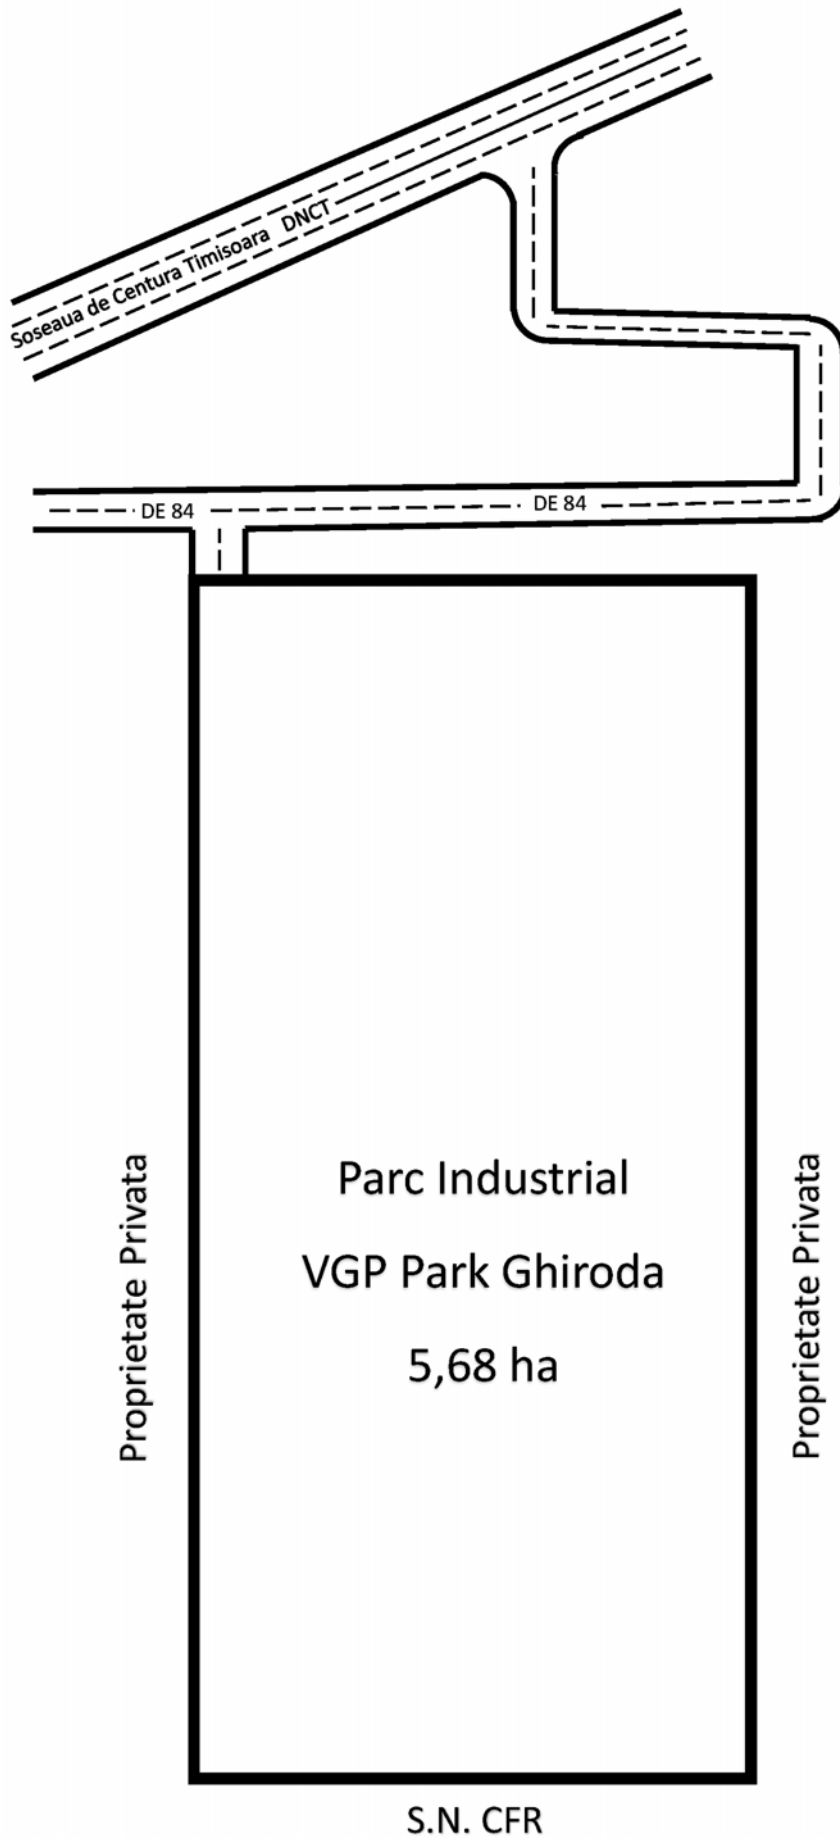 Soseaua de Centura Timisoara DNCT
DE 84
DE 84
Parc Industrial
VGP Park Ghiroda
5,68 ha
Proprietate Privata
Proprietate Privata
S.N. CFR